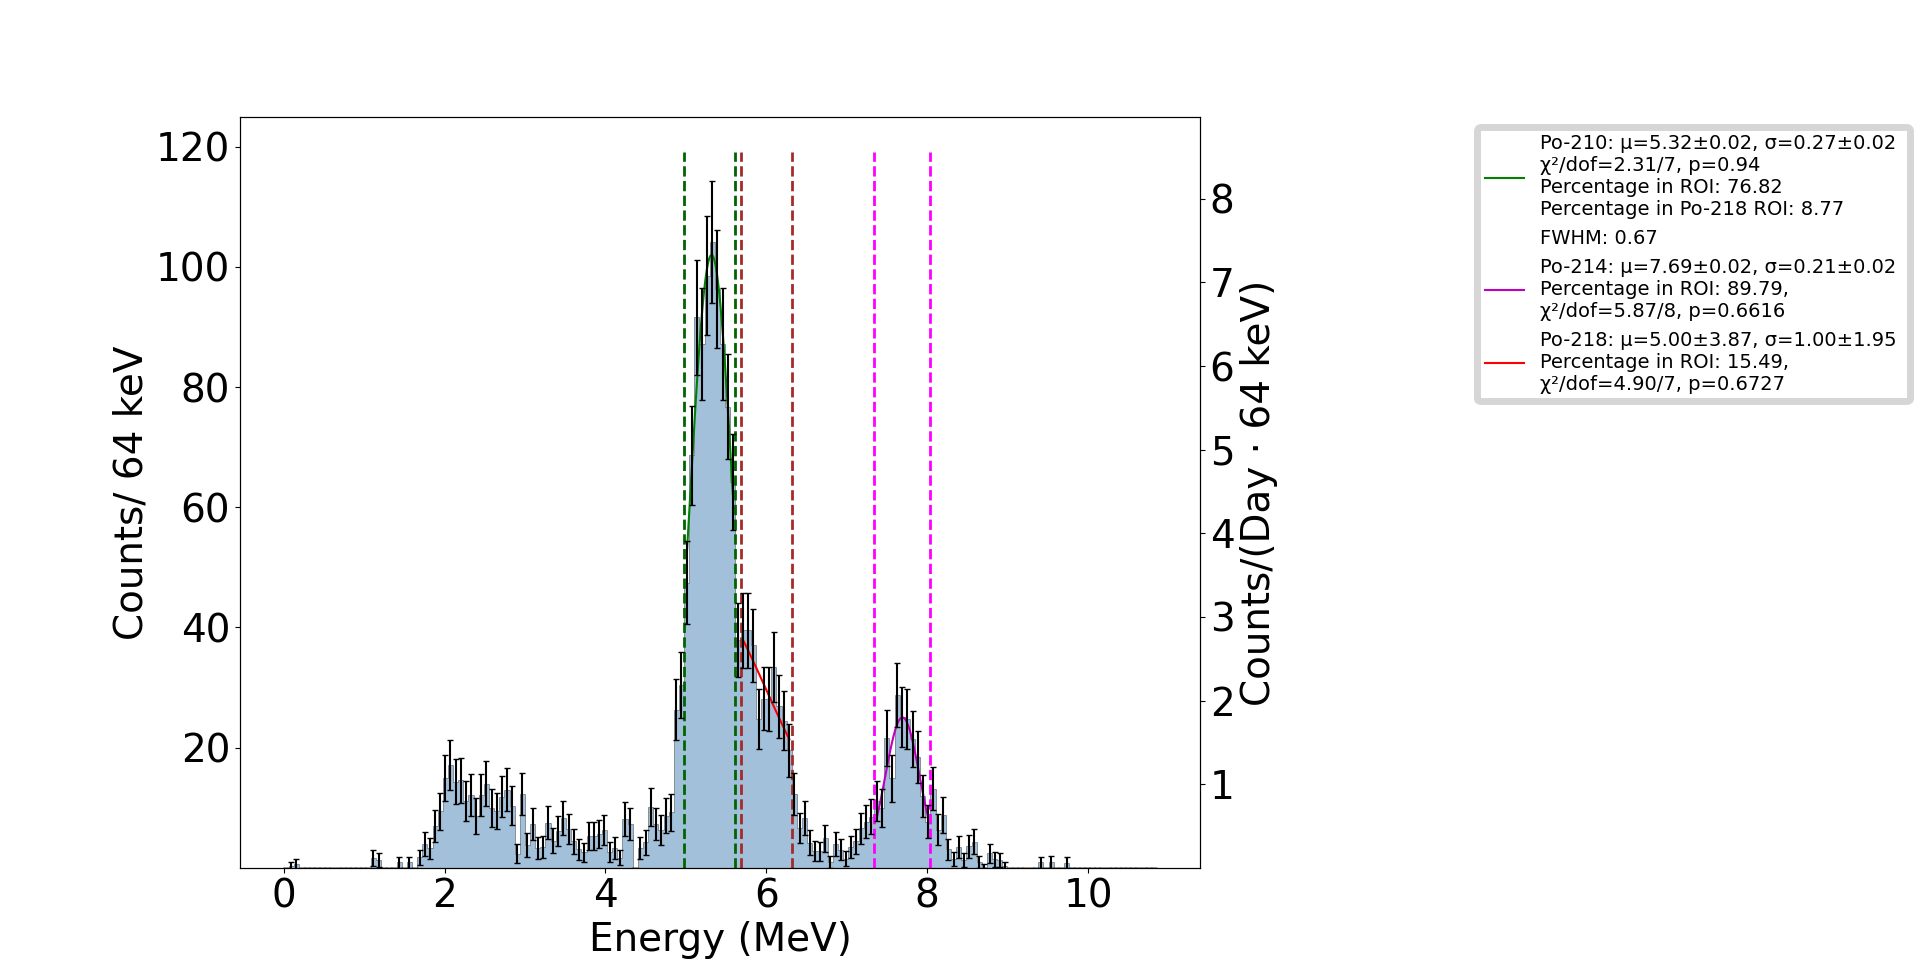 120
100
80
60
40
20
Counts/ 64 keV
0
2
4
6
8
10
Energy (MeV)
8
7
6
5
4
3
2
1
Counts/(Day · 64 keV)
Po-210: μ=5.32±0.02, σ=0.27±0.02
χ²/dof=2.31/7, p=0.94
Percentage in ROI: 76.82
Percentage in Po-218 ROI: 8.77
FWHM: 0.67
Po-214: μ=7.69±0.02, σ=0.21±0.02
Percentage in ROI: 89.79,
χ²/dof=5.87/8, p=0.6616
Po-218: μ=5.00±3.87, σ=1.00±1.95
Percentage in ROI: 15.49,
χ²/dof=4.90/7, p=0.6727